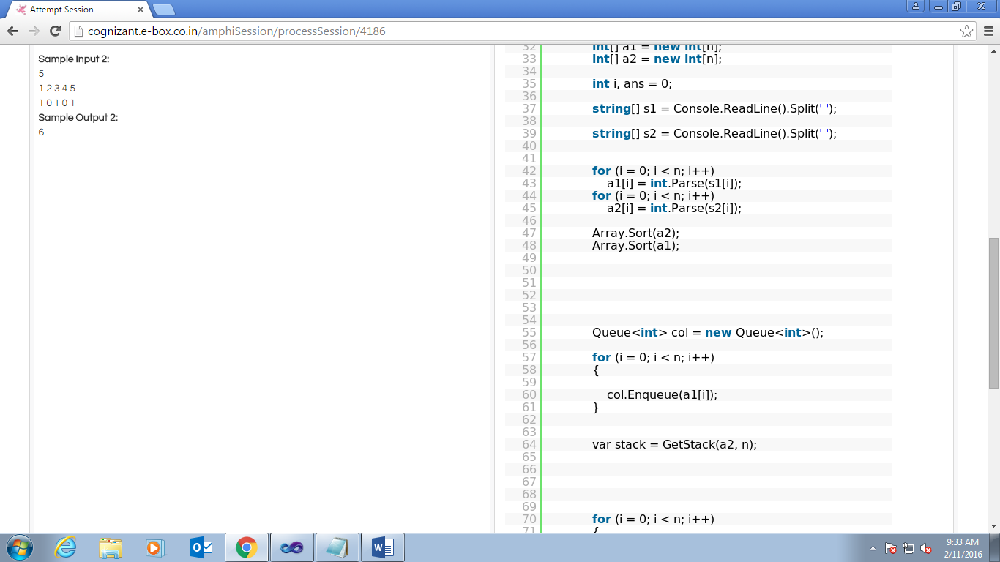 Attempt Session
cognizant.e-box.co.in/amphiSession/processSession/4186
Sample Input 2:
5
1 2 3 4 5
1 0 1 0 1
Sample Output 2:
6
32 int[] a1 = new int[n];
33 int[] a2 = new int[n];
34
35 int i, ans = 0;
36
37 string[] s1 = Console.ReadLine().Split(' ');
38
39 string[] s2 = Console.ReadLine().Split(' ');
40
41
42 for (i = 0; i < n; i++)
43 a1[i] = int.Parse(s1[i]);
44 for (i = 0; i < n; i++)
45 a2[i] = int.Parse(s2[i]);
46
47 Array.Sort(a2);
48 Array.Sort(a1);
49
50
51
52
53
54
55 Queue<int> col = new Queue<int>();
56
57 for (i = 0; i < n; i++)
58 {
59
60 col.Enqueue(a1[i]);
61 }
62
63
64 var stack = GetStack(a2, n);
65
66
67
68
69
70 for (i = 0; i < n; i++)
71 {
9:33 AM
2/11/2016